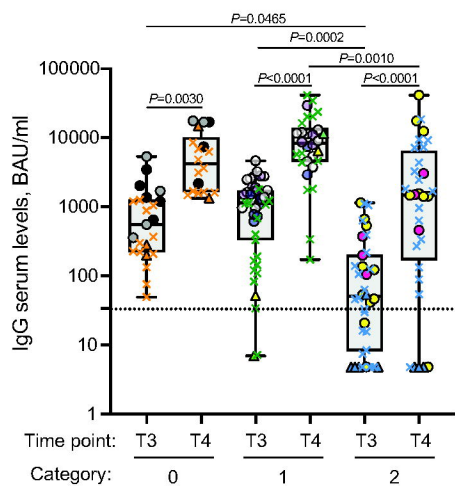 P=0.0465
P=0.0002
P=0.0010
P<0.0001 P<0.0001
P=0.0030
100000
10000
1000
100
10
1
IgG serum levels, BAU/ml
Time point: T3 T4 T3 T4 T3 T4
Category: 0 1 2